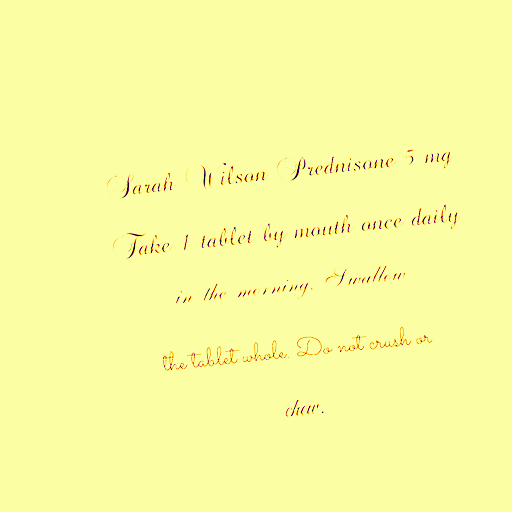 Sarah Wilson Prednisone 5 mg
Take 1 tablet by mouth once daily
in the morning. Swallow
the tablet whole. Do not crush or
chew.